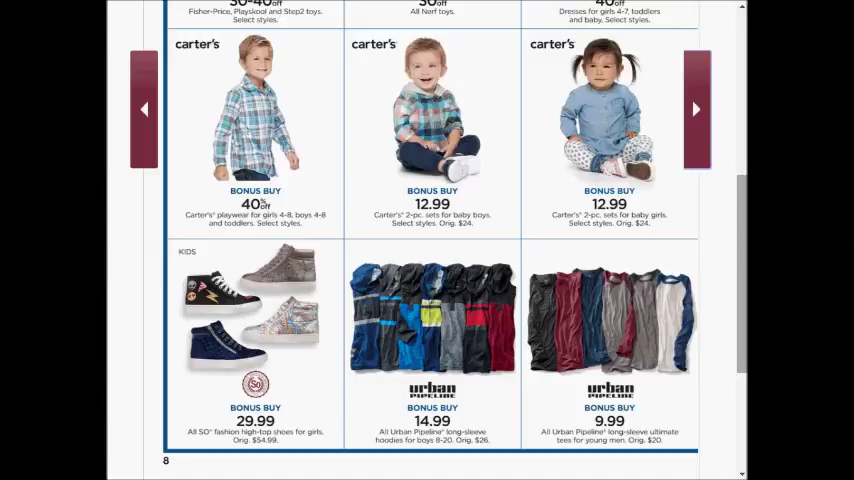 30-40% off
40% off
Fisher-Price, Playskool and Step2 toys.
Select styles.
All Nerf toys.
Dresses for girls 4-7, toddlers
and baby. Select styles.
carter's
carter's
carter's
BONUS BUY
40% off
Carter's® playwear for girls 4-8, boys 4-8
and toddlers. Select styles.
BONUS BUY
12.99
Carter's® 2-pc. sets for baby boys.
Select styles. Orig. $24.
BONUS BUY
12.99
Carter's® 2-pc. sets for baby girls.
Select styles. Orig. $24.
KIDS
So
BONUS BUY
29.99
All SO® fashion high-top shoes for girls.
Orig. $54.99.
urban
PIPELINE
BONUS BUY
14.99
All Urban Pipeline® long-sleeve
hoodies for boys 8-20. Orig. $26.
urban
PIPELINE
BONUS BUY
9.99
All Urban Pipeline® long-sleeve ultimate
tees for young men. Orig. $20.
8